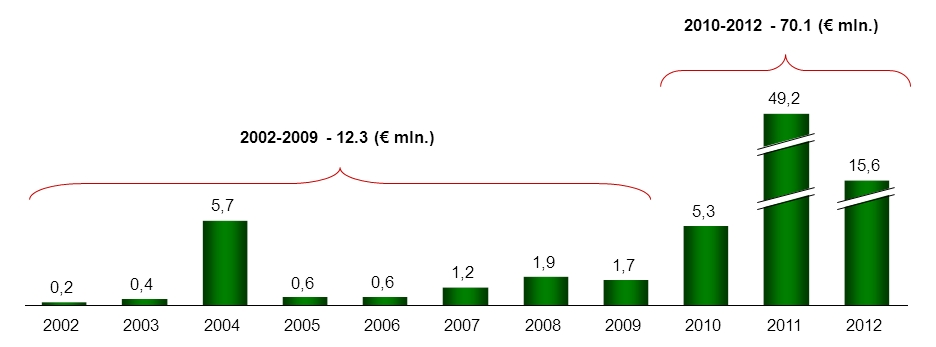 2010-2012 - 70.1 (€ mln.)
49,2
2002-2009 - 12.3 (€ mln.)
15,6
5,7
5,3
0,2 0,4 0,6 0,6 1,2 1,9 1,7
2002 2003 2004 2005 2006 2007 2008 2009 2010 2011 2012